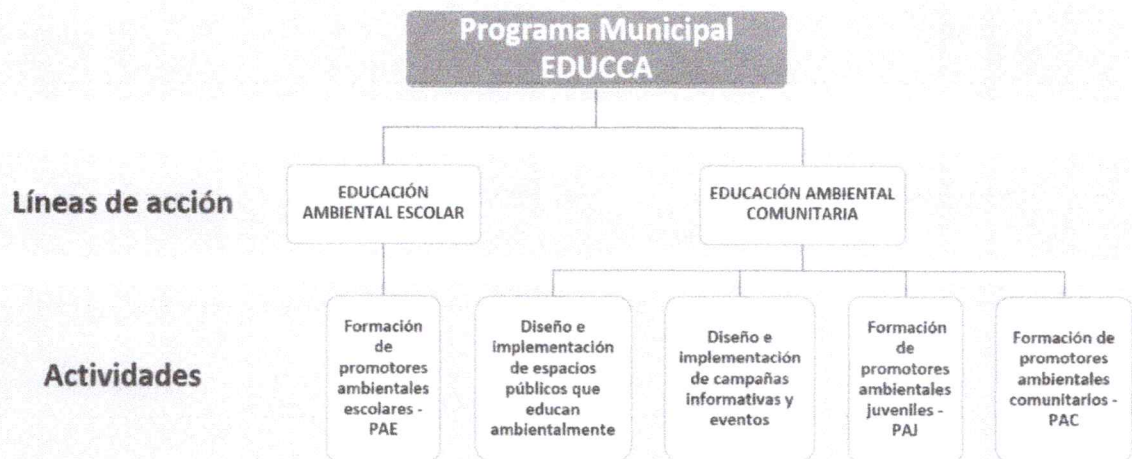 Programa Municipal
EDUCCA
Líneas de acción
EDUCACIÓN
AMBIENTAL ESCOLAR
EDUCACIÓN AMBIENTAL
COMUNITARIA
Actividades
Formación
de
promotores
ambientales
escolares -
PAE
Diseño e
implementación
de espacios
públicos que
educan
ambientalmente
Diseño e
implementación
de campañas
informativas y
eventos
Formación
de
promotores
ambientales
juveniles -
PAJ
Formación de
promotores
ambientales
comunitarios -
PAC